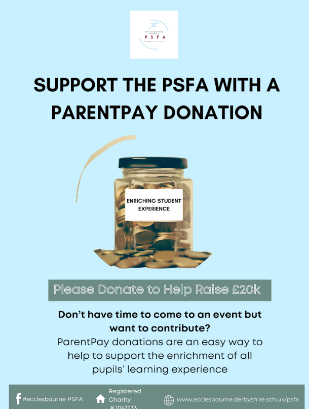 PSFA
SUPPORT THE PSFA WITH A
PARENTPAY DONATION
ENRICHING STUDENT
EXPERIENCE
Please Donate to Help Raise £20k
Don't have time to come to an event but
want to contribute?
ParentPay donations are an easy way to
help to support the enrichment of all
pupils' learning experience
#ecclesbourne PSFA
Registered
Charity
www.ecclesbourne.derbyshire.sch.uk/psfa